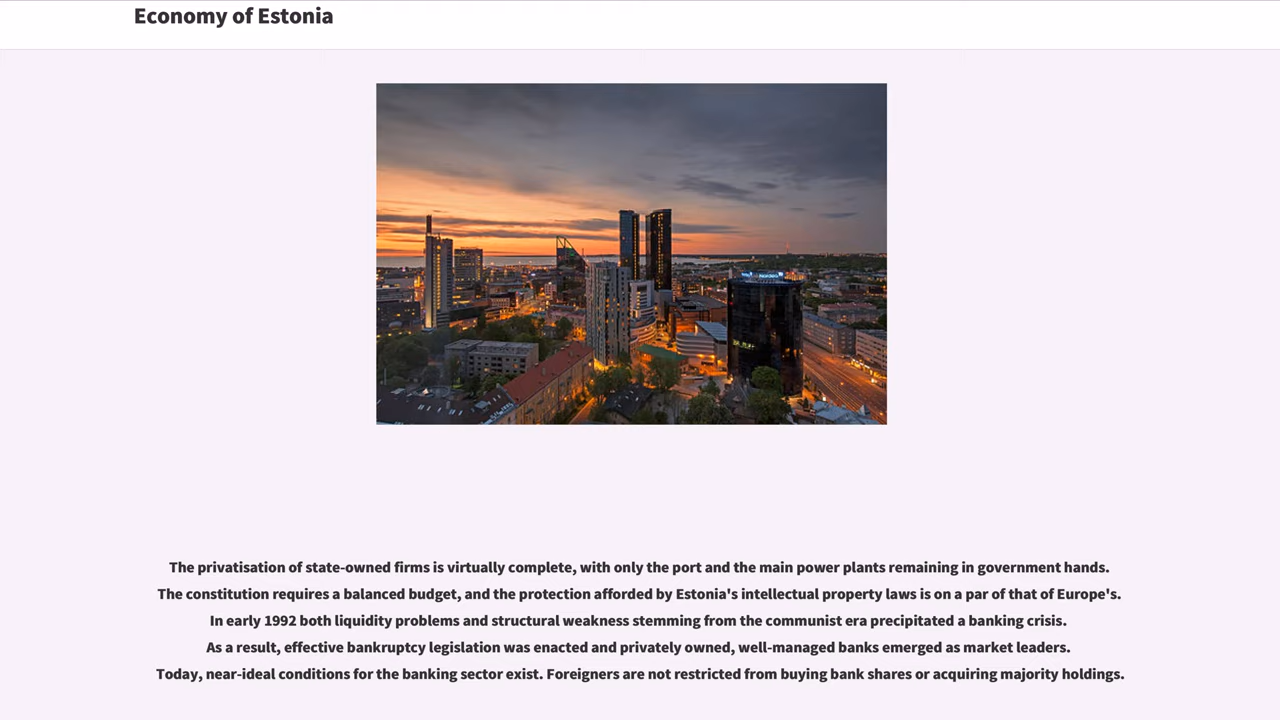 Economy of Estonia
The privatisation of state-owned firms is virtually complete, with only the port and the main power plants remaining in government hands.
The constitution requires a balanced budget, and the protection afforded by Estonia's intellectual property laws is on a par of that of Europe's.
In early 1992 both liquidity problems and structural weakness stemming from the communist era precipitated a banking crisis.
As a result, effective bankruptcy legislation was enacted and privately owned, well-managed banks emerged as market leaders.
Today, near-ideal conditions for the banking sector exist. Foreigners are not restricted from buying bank shares or acquiring majority holdings.